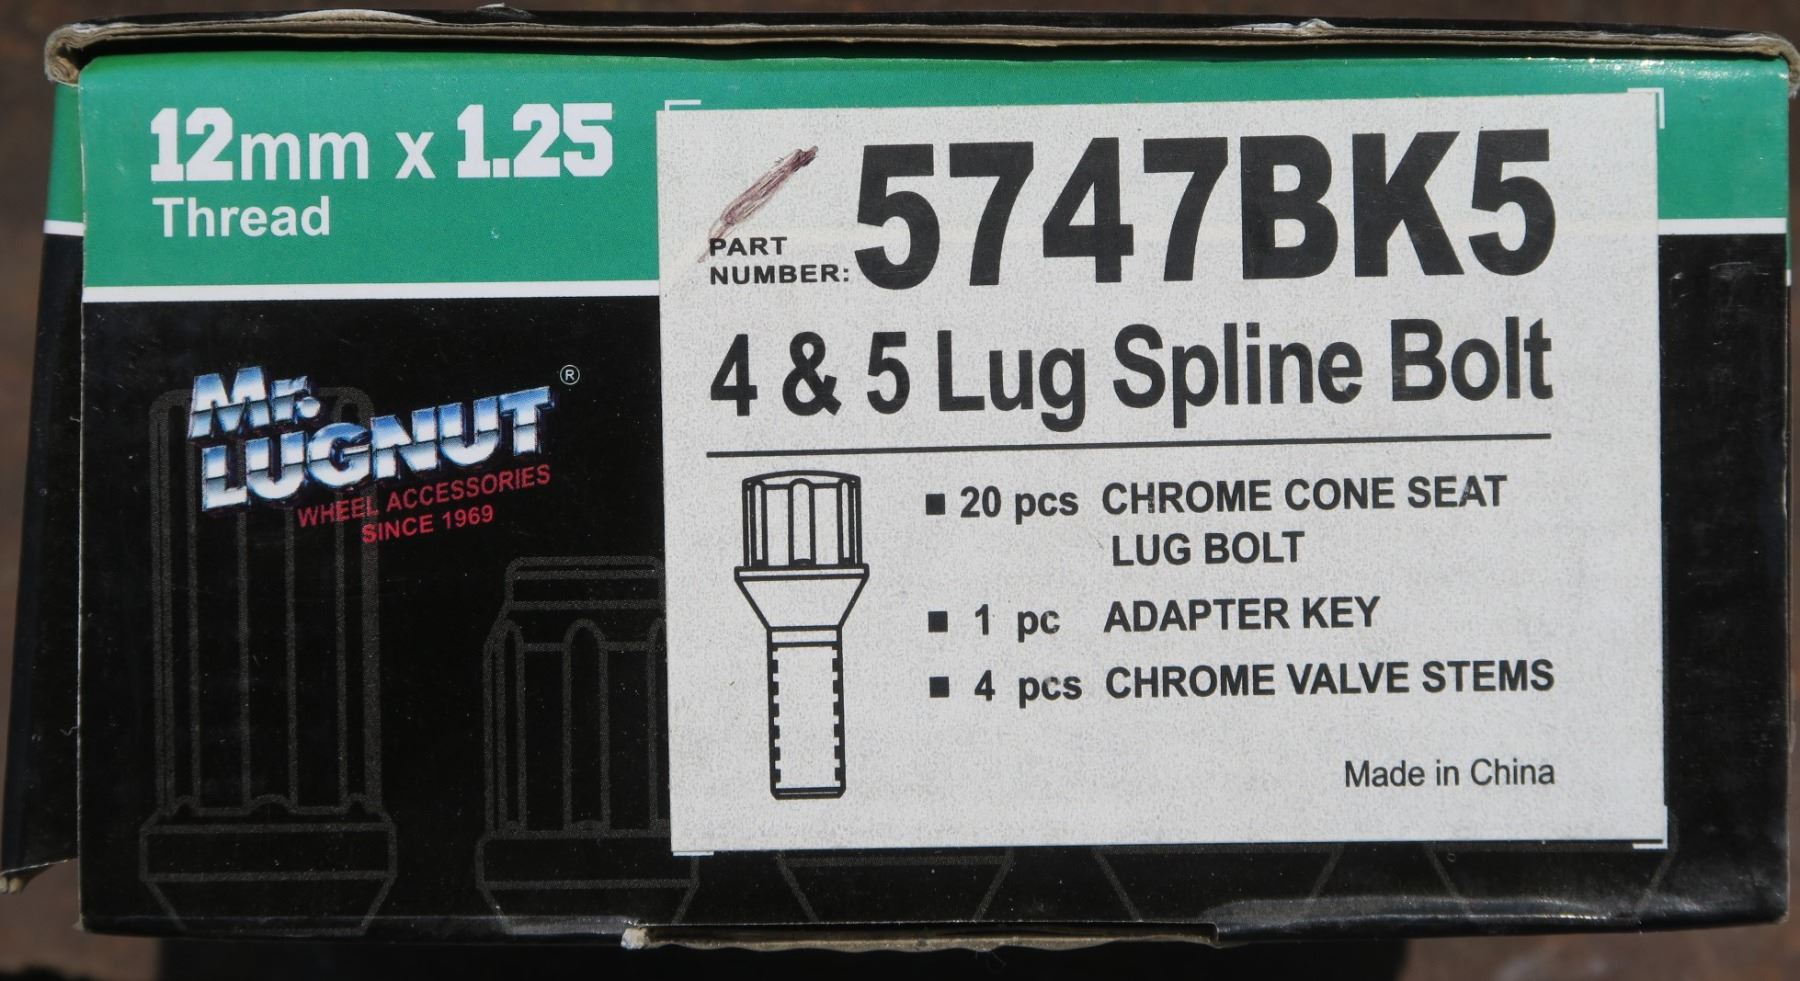 12mm x 1.25
Thread
Mr.
LUGNUT®
WHEEL ACCESSORIES
SINCE 1969
PART
NUMBER: 5747BK5
4 & 5 Lug Spline Bolt
▪ 20 pcs CHROME CONE SEAT
LUG BOLT
▪ 1 pc ADAPTER KEY
▪ 4 pcs CHROME VALVE STEMS
Made in China